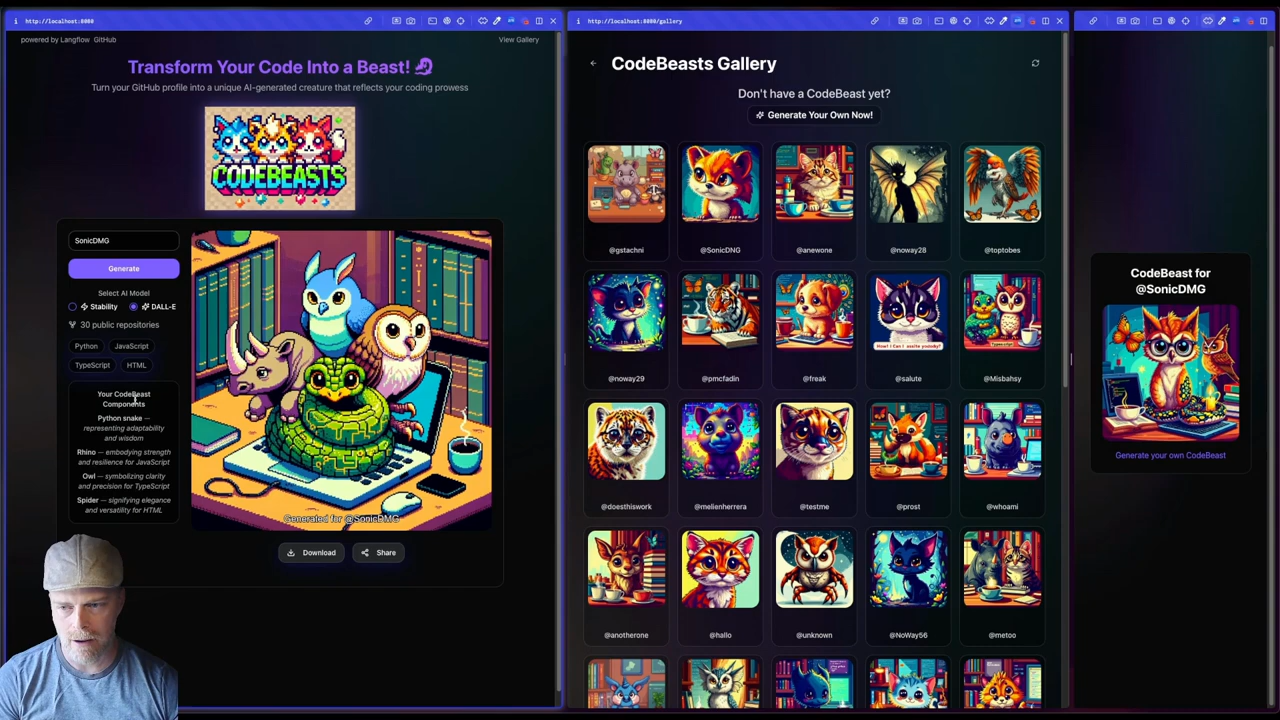 http://localhost:8080
powered by Langflow GitHub
View Gallery
Transform Your Code Into a Beast!
Turn your GitHub profile into a unique AI-generated creature that reflects your coding prowess
CODEBEASTS
SonicDMG
Generate
Select AI Model
Stability
DALL-E
30 public repositories
Python
JavaScript
TypeScript
HTML
Your CodeBeast
Components
Python snake —
representing adaptability
and wisdom
Rhino — embodying strength
and resilience for JavaScript
Owl — symbolizing clarity
and precision for TypeScript
Spider — signifying elegance
and versatility for HTML
Generated for @SonicDMG
Download
Share
http://localhost:8080/gallery
CodeBeasts Gallery
Don't have a CodeBeast yet?
Generate Your Own Now!
@gstachni
@SonicDNG
@anewone
@noway28
@toptobes
@noway29
@pmcfadin
@freak
@salute
@Misbahsy
@doesthiswork
@melienherrera
@testme
@prost
@whoami
@anotherone
@hallo
@unknown
@NoWay56
@metoo
CodeBeast for
@SonicDMG
Generate your own CodeBeast